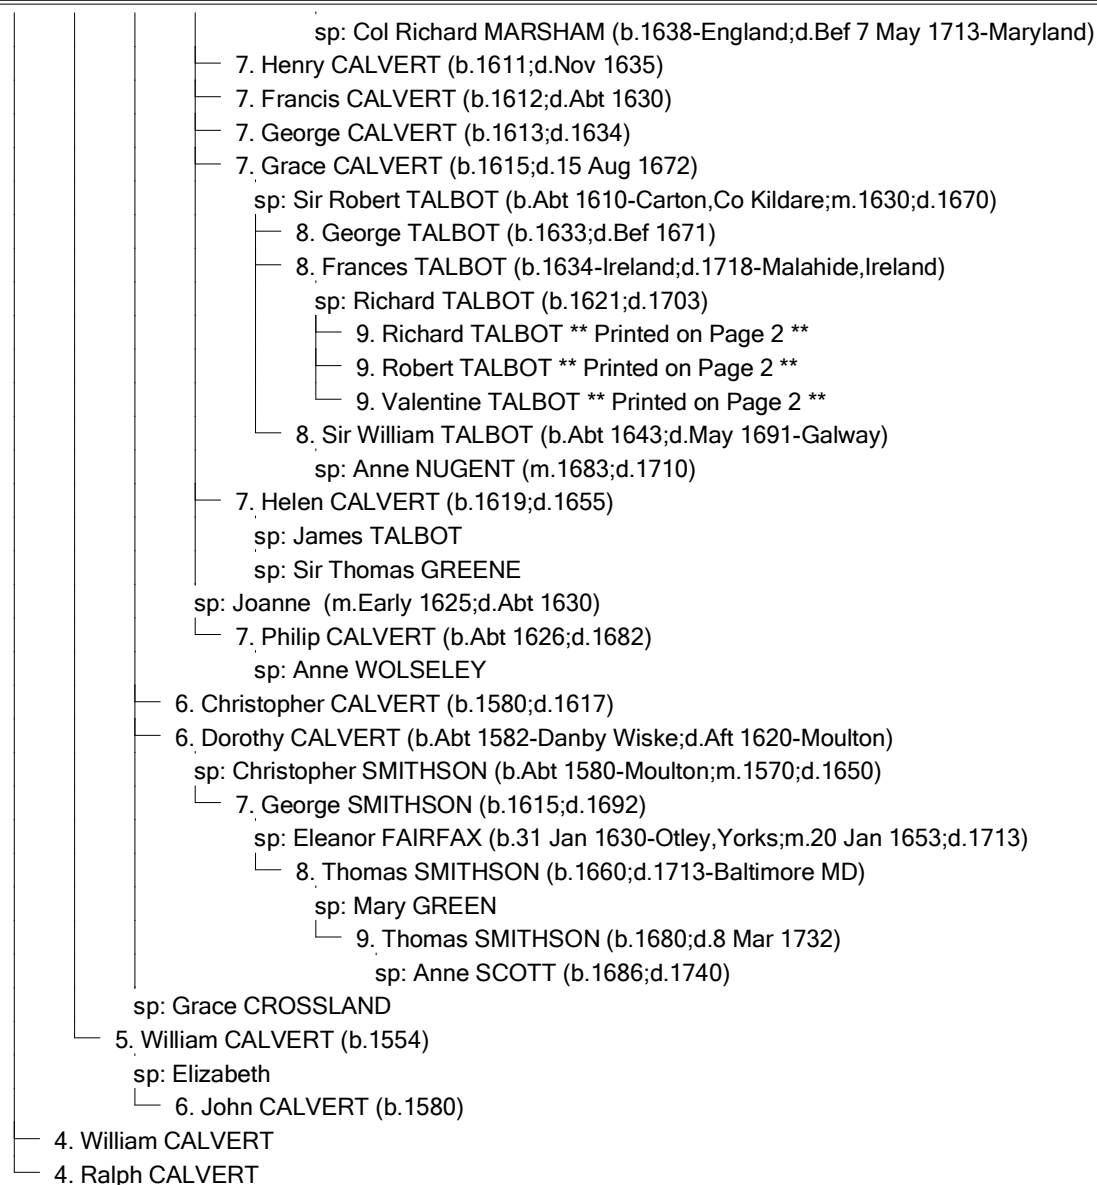 sp: Col Richard MARSHAM (b.1638-England;d.Bef 7 May 1713-Maryland)
7. Henry CALVERT (b.1611;d.Nov 1635)
7. Francis CALVERT (b.1612;d.Abt 1630)
7. George CALVERT (b.1613;d.1634)
7. Grace CALVERT (b.1615;d.15 Aug 1672)
sp: Sir Robert TALBOT (b.Abt 1610-Carton,Co Kildare;m.1630;d.1670)
8. George TALBOT (b.1633;d.Bef 1671)
8. Frances TALBOT (b.1634-Ireland;d.1718-Malahide,Ireland)
sp: Richard TALBOT (b.1621;d.1703)
9. Richard TALBOT ** Printed on Page 2 **
9. Robert TALBOT ** Printed on Page 2 **
9. Valentine TALBOT ** Printed on Page 2 **
8. Sir William TALBOT (b.Abt 1643;d.May 1691-Galway)
sp: Anne NUGENT (m.1683;d.1710)
7. Helen CALVERT (b.1619;d.1655)
sp: James TALBOT
sp: Sir Thomas GREENE
sp: Joanne  (m.Early 1625;d.Abt 1630)
7. Philip CALVERT (b.Abt 1626;d.1682)
sp: Anne WOLSELEY
6. Christopher CALVERT (b.1580;d.1617)
6. Dorothy CALVERT (b.Abt 1582-Danby Wiske;d.Aft 1620-Moulton)
sp: Christopher SMITHSON (b.Abt 1580-Moulton;m.1570;d.1650)
7. George SMITHSON (b.1615;d.1692)
sp: Eleanor FAIRFAX (b.31 Jan 1630-Otley,Yorks;m.20 Jan 1653;d.1713)
8. Thomas SMITHSON (b.1660;d.1713-Baltimore MD)
sp: Mary GREEN
9. Thomas SMITHSON (b.1680;d.8 Mar 1732)
sp: Anne SCOTT (b.1686;d.1740)
sp: Grace CROSSLAND
5. William CALVERT (b.1554)
sp: Elizabeth
6. John CALVERT (b.1580)
4. William CALVERT
4. Ralph CALVERT